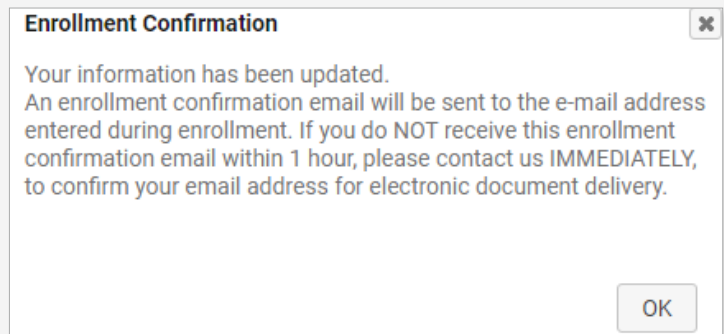 Enrollment Confirmation
Your information has been updated.
An enrollment confirmation email will be sent to the e-mail address
entered during enrollment. If you do NOT receive this enrollment
confirmation email within 1 hour, please contact us IMMEDIATELY,
to confirm your email address for electronic document delivery.
OK